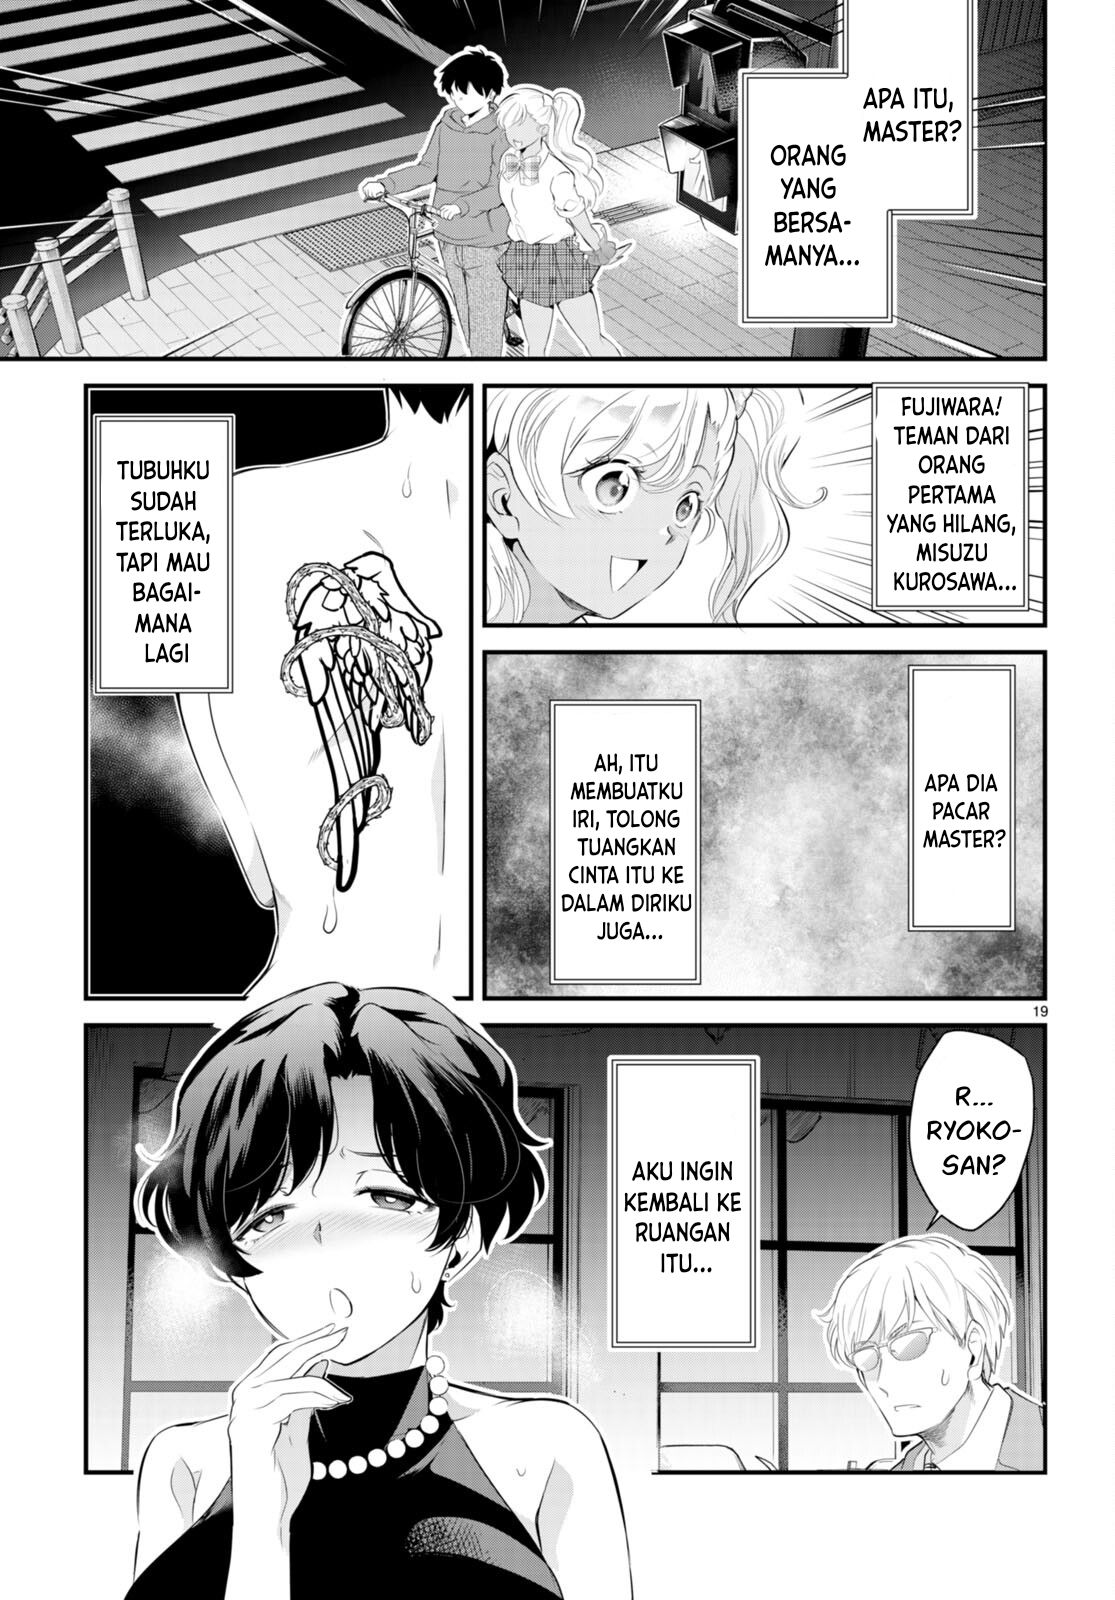 APA ITU,
MASTER?
ORANG
YANG
BERSA-
MANYA...
FUJIWARA!
TEMAN DARI
ORANG
PERTAMA
YANG HILANG,
MISUZU
KUROSAWA...
TUBUHKU
SUDAH
TERLUKA,
TAPI MAU
BAGAI-
MANA
LAGI
APA DIA
PACAR
MASTER?
AH, ITU
MEMBUATKU
IRI, TOLONG
TUANGKAN
CINTA ITU KE
DALAM DIRIKU
JUGA...
19
R...
RYOKO-
SAN?
AKU INGIN
KEMBALI KE
RUANGAN
ITU...